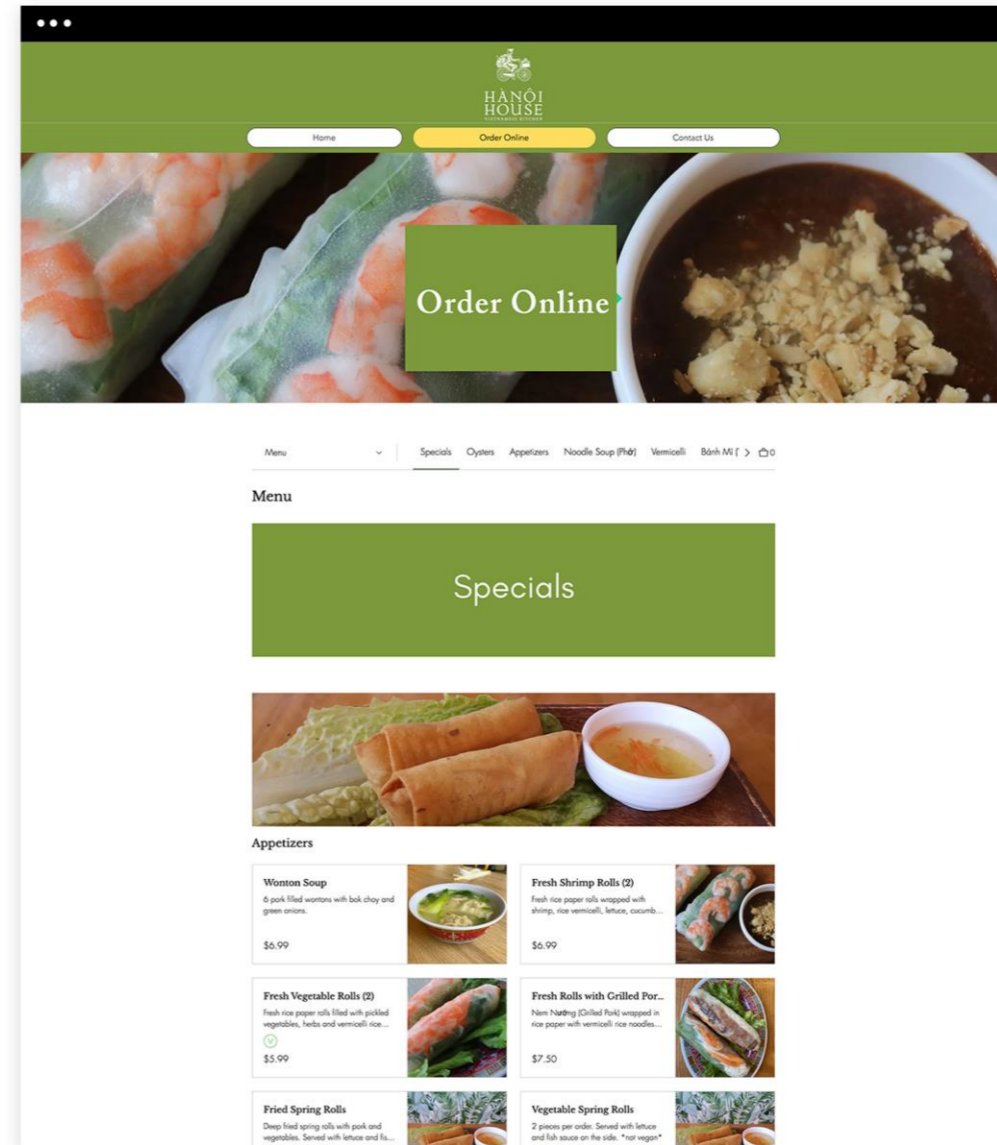 HÀNỘI
HOUSE
VIETNAMESE KITCHEN
Home
Order Online
Contact Us
Order Online
Menu
Specials
Oysters
Appetizers
Noodle Soup (Phở)
Vermicelli
Bánh Mì (
0
Menu
Specials
Appetizers
Wonton Soup
6 pork filled wontons with bok choy and
green onions.
$6.99
Fresh Shrimp Rolls (2)
Fresh rice paper rolls wrapped with
shrimp, rice vermicelli, lettuce, cucumb...
$6.99
Fresh Vegetable Rolls (2)
Fresh rice paper rolls filled with pickled
vegetables, herbs and vermicelli rice...
V
$5.99
Fresh Rolls with Grilled Por...
Nem Nướng (Grilled Pork) wrapped in
rice paper with vermicelli rice noodles...
$7.50
Fried Spring Rolls
Deep fried spring rolls with pork and
vegetables. Served with lettuce and fis...
Vegetable Spring Rolls
2 pieces per order. Served with lettuce
and fish sauce on the side. *not vegan*